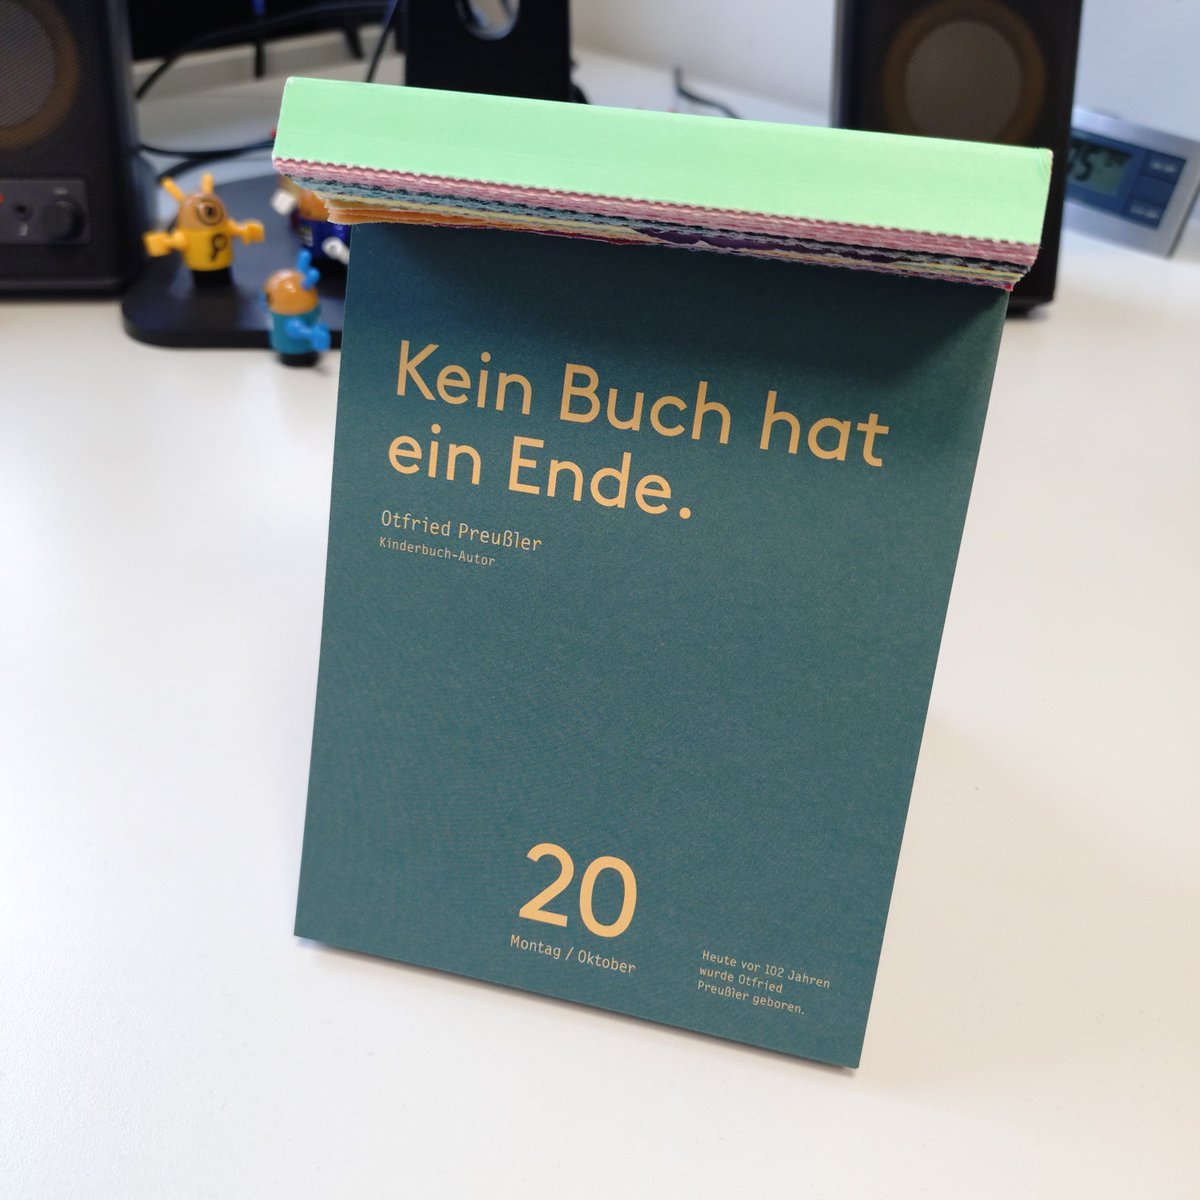 Kein Buch hat
ein Ende.
Otfried Preußler
Kinderbuch-Autor
20
Montag / Oktober
Heute vor 102 Jahren
wurde Otfried
Preußler geboren.